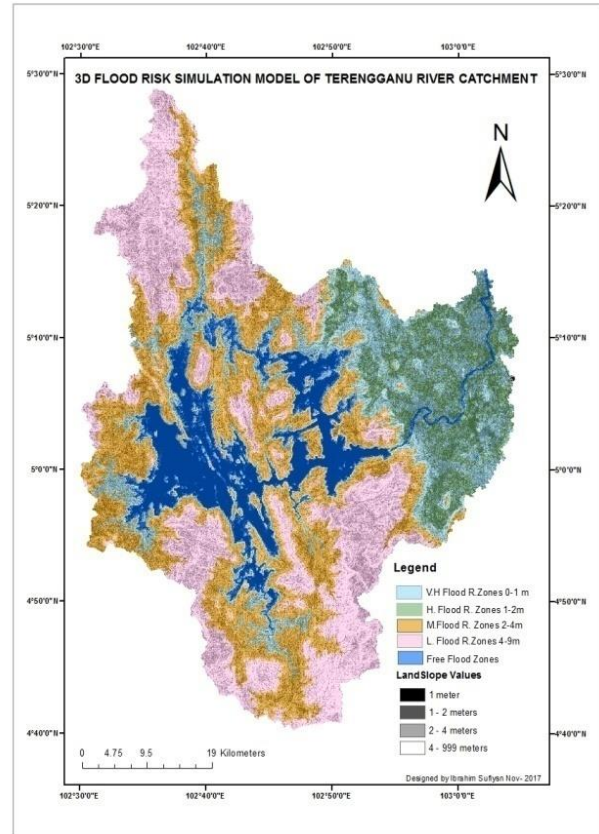 102°30'0"E 102°40'0"E 102°50'0"E 103°0'0"E
5°30'0"N 5°30'0"N
3D FLOOD RISK SIMULATION MODEL OF TERENGGANU RIVER CATCHMENT
N
5°20'0"N 5°20'0"N
5°10'0"N 5°10'0"N
5°0'0"N 5°0'0"N
Legend
V.H Flood R.Zones 0-1 m
H. Flood R. Zones 1-2m
4°50'0"N M.Flood R. Zones 2-4m 4°50'0"N
L. Flood R.Zones 4-9m
Free Flood Zones
LandSlope Values
1 meter
1 - 2 meters
2 - 4 meters
4°40'0"N 4 - 999 meters 4°40'0"N
0 4.75 9.5 19 Kilometers
Designed by Ibrahim Sufiyan Nov- 2017
102°30'0"E 102°40'0"E 102°50'0"E 103°0'0"E